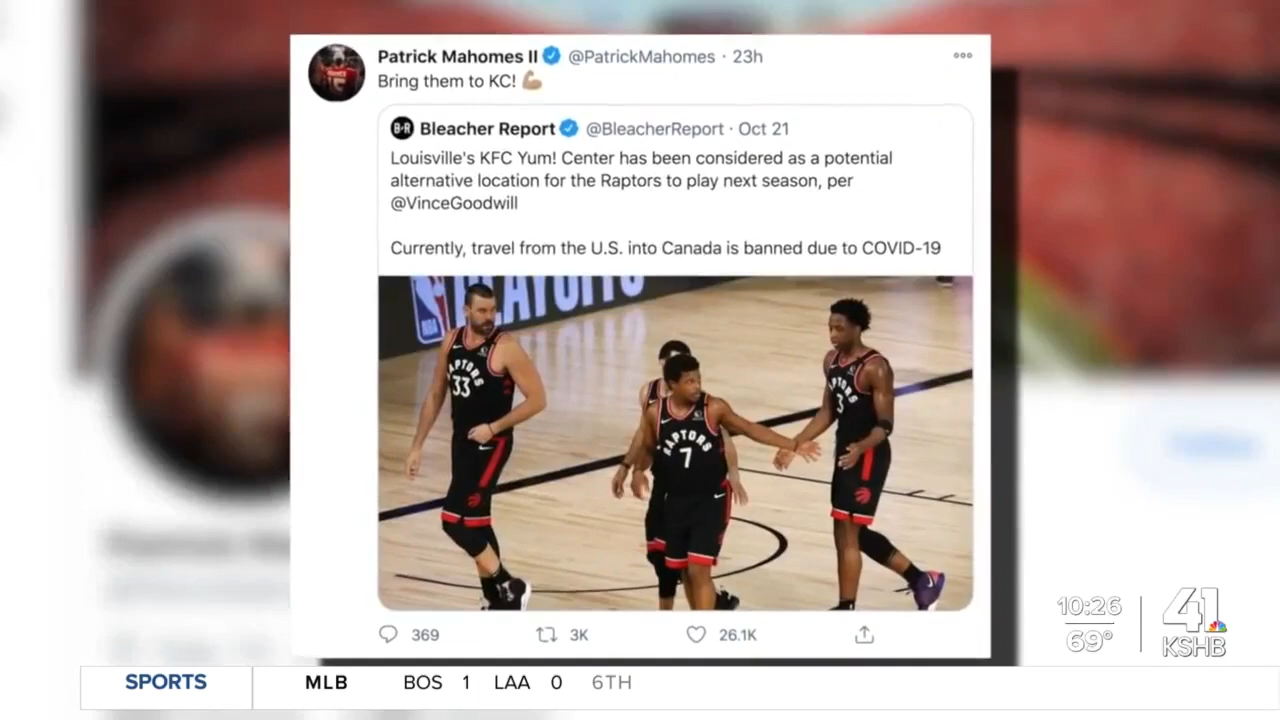 Patrick Mahomes II @PatrickMahomes · 23h
Bring them to KC! 💪🏽
B·R Bleacher Report @BleacherReport · Oct 21
Louisville's KFC Yum! Center has been considered as a potential
alternative location for the Raptors to play next season, per
@VinceGoodwill
Currently, travel from the U.S. into Canada is banned due to COVID-19
NBA PLAYOFFS
RAPTORS
33
RAPTORS
7
RAPTORS
3
369 3K 26.1K
10:26
69°
41
KSHB
SPORTS MLB BOS 1 LAA 0 6TH